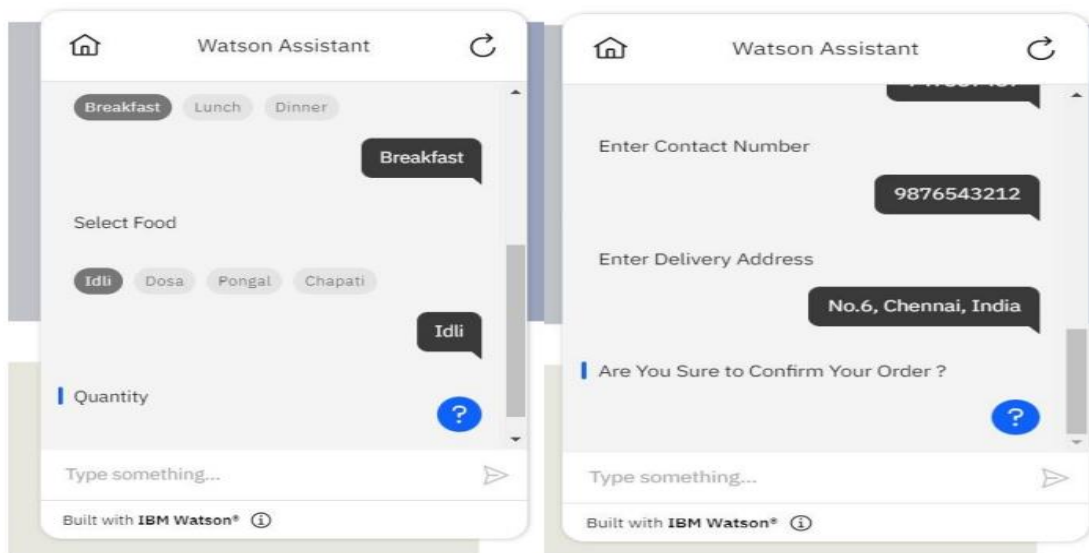 Watson Assistant
Breakfast Lunch Dinner
Breakfast
Select Food
Idli Dosa Pongal Chapati
Idli
Quantity
?
Type something...
Built with IBM Watson® i
Watson Assistant
Enter Contact Number
9876543212
Enter Delivery Address
No.6, Chennai, India
Are You Sure to Confirm Your Order ?
?
Type something...
Built with IBM Watson® i